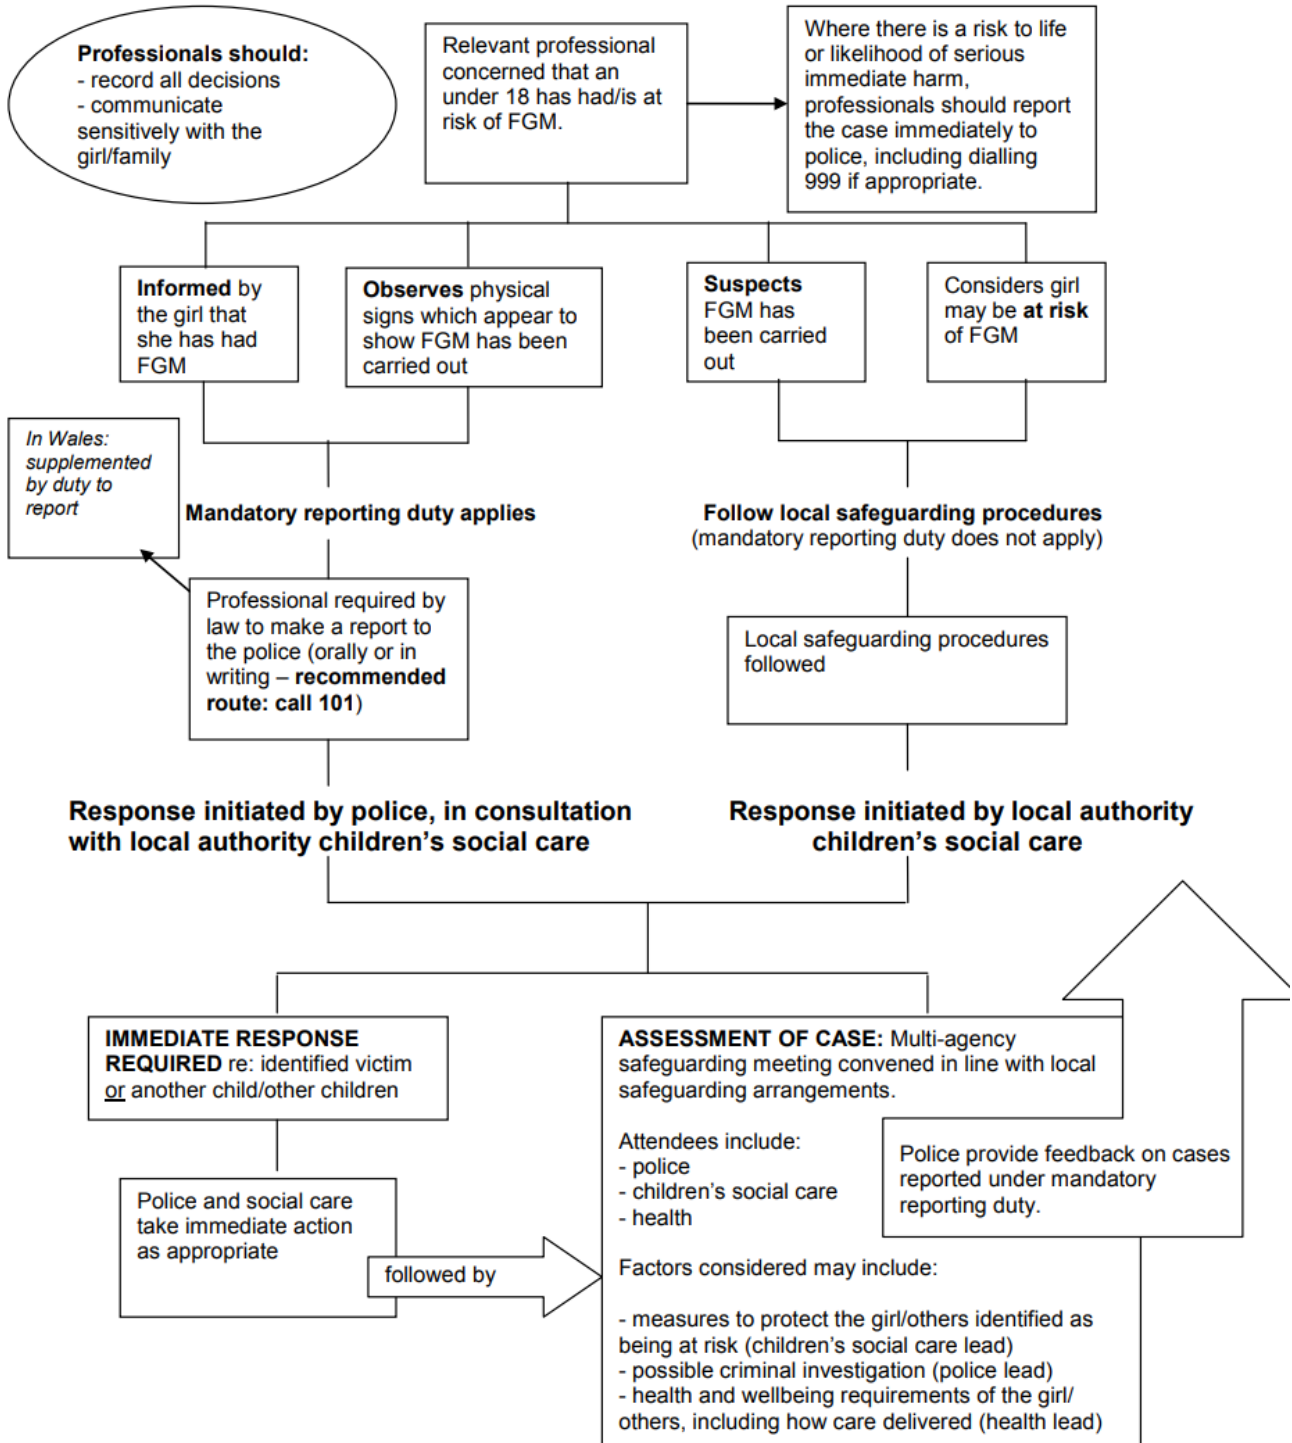 Professionals should:
- record all decisions
- communicate
sensitively with the
girl/family
Relevant professional
concerned that an
under 18 has had/is at
risk of FGM.
Where there is a risk to life
or likelihood of serious
immediate harm,
professionals should report
the case immediately to
police, including dialling
999 if appropriate.
Informed by
the girl that
she has had
FGM
Observes physical
signs which appear to
show FGM has been
carried out
Suspects
FGM has
been carried
out
Considers girl
may be at risk
of FGM
In Wales:
supplemented
by duty to
report
Mandatory reporting duty applies
Follow local safeguarding procedures
(mandatory reporting duty does not apply)
Professional required by
law to make a report to
the police (orally or in
writing – recommended
route: call 101)
Local safeguarding procedures
followed
Response initiated by police, in consultation
with local authority children’s social care
Response initiated by local authority
children’s social care
IMMEDIATE RESPONSE
REQUIRED re: identified victim
or another child/other children
Police and social care
take immediate action
as appropriate
followed by
ASSESSMENT OF CASE: Multi-agency
safeguarding meeting convened in line with local
safeguarding arrangements.
Attendees include:
- police
- children’s social care
- health
Factors considered may include:
- measures to protect the girl/others identified as
being at risk (children’s social care lead)
- possible criminal investigation (police lead)
- health and wellbeing requirements of the girl/
others, including how care delivered (health lead)
Police provide feedback on cases
reported under mandatory
reporting duty.